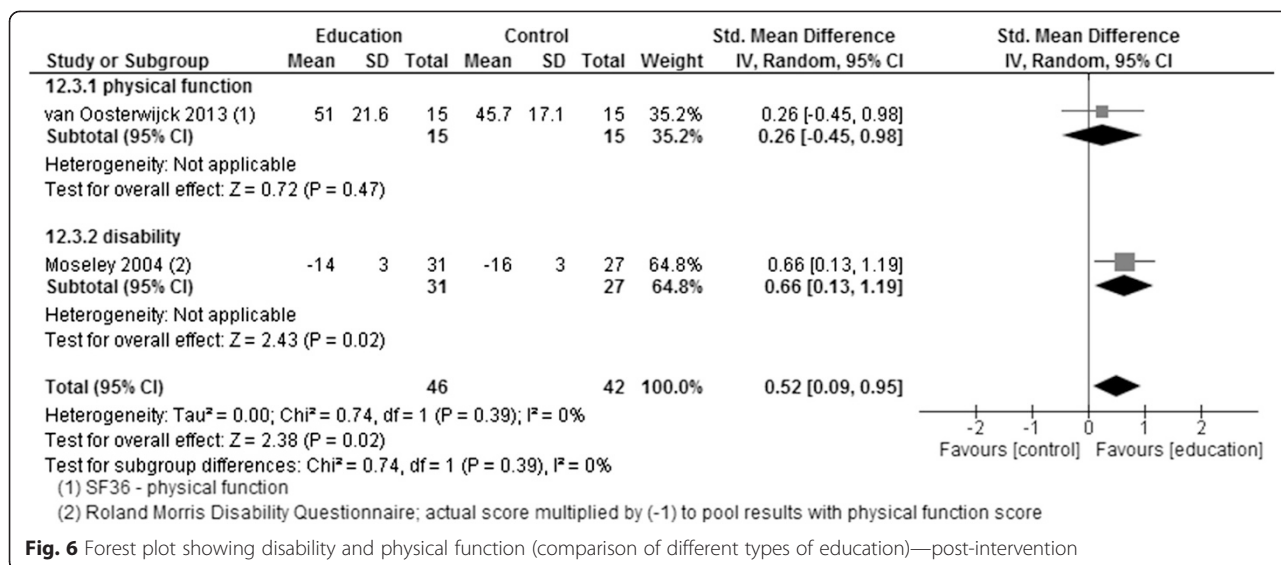 Education Control Std. Mean Difference Std. Mean Difference
Study or Subgroup Mean SD Total Mean SD Total Weight IV, Random, 95% CI IV, Random, 95% CI
12.3.1 physical function
van Oosterwijck 2013 (1) 51 21.6 15 45.7 17.1 15 35.2% 0.26 [-0.45, 0.98]
Subtotal (95% CI) 15 15 35.2% 0.26 [-0.45, 0.98]
Heterogeneity: Not applicable
Test for overall effect: Z = 0.72 (P = 0.47)
12.3.2 disability
Moseley 2004 (2) -14 3 31 -16 3 27 64.8% 0.66 [0.13, 1.19]
Subtotal (95% CI) 31 27 64.8% 0.66 [0.13, 1.19]
Heterogeneity: Not applicable
Test for overall effect: Z = 2.43 (P = 0.02)
Total (95% CI) 46 42 100.0% 0.52 [0.09, 0.95]
Heterogeneity: Tau² = 0.00; Chi² = 0.74, df = 1 (P = 0.39); I² = 0%
Test for overall effect: Z = 2.38 (P = 0.02)
Test for subgroup differences: Chi² = 0.74, df = 1 (P = 0.39), I² = 0%
-2 -1 0 1 2
Favours [control] Favours [education]
(1) SF36 - physical function
(2) Roland Morris Disability Questionnaire; actual score multiplied by (-1) to pool results with physical function score
Fig. 6 Forest plot showing disability and physical function (comparison of different types of education)—post-intervention